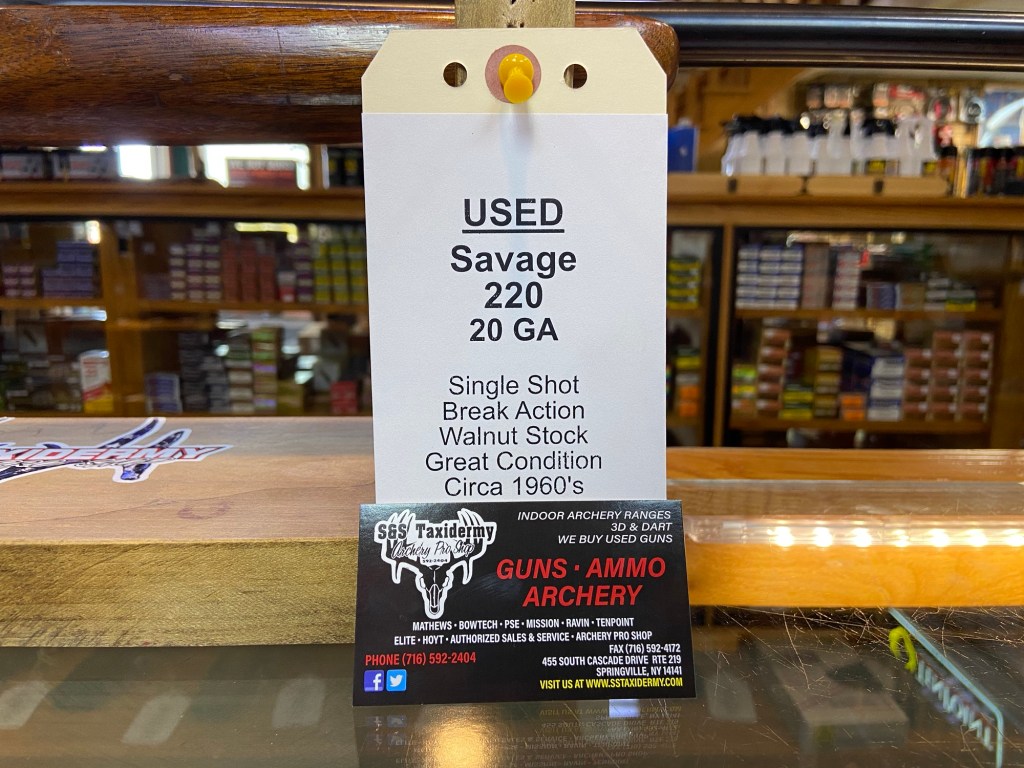 USED
Savage
220
20 GA
Single Shot
Break Action
Walnut Stock
Great Condition
Circa 1960's
KIDERMY
S&S Taxidermy
Archery Pro Shop
592-2404
INDOOR ARCHERY RANGES
3D & DART
WE BUY USED GUNS
GUNS · AMMO
ARCHERY
MATHEWS • BOWTECH • PSE • MISSION • RAVIN • TENPOINT
ELITE • HOYT • AUTHORIZED SALES & SERVICE • ARCHERY PRO SHOP
PHONE (716) 592-2404
FAX (716) 592-4172
455 SOUTH CASCADE DRIVE RTE 219
SPRINGVILLE, NY 14141
VISIT US AT WWW.SSTAXIDERMY.COM